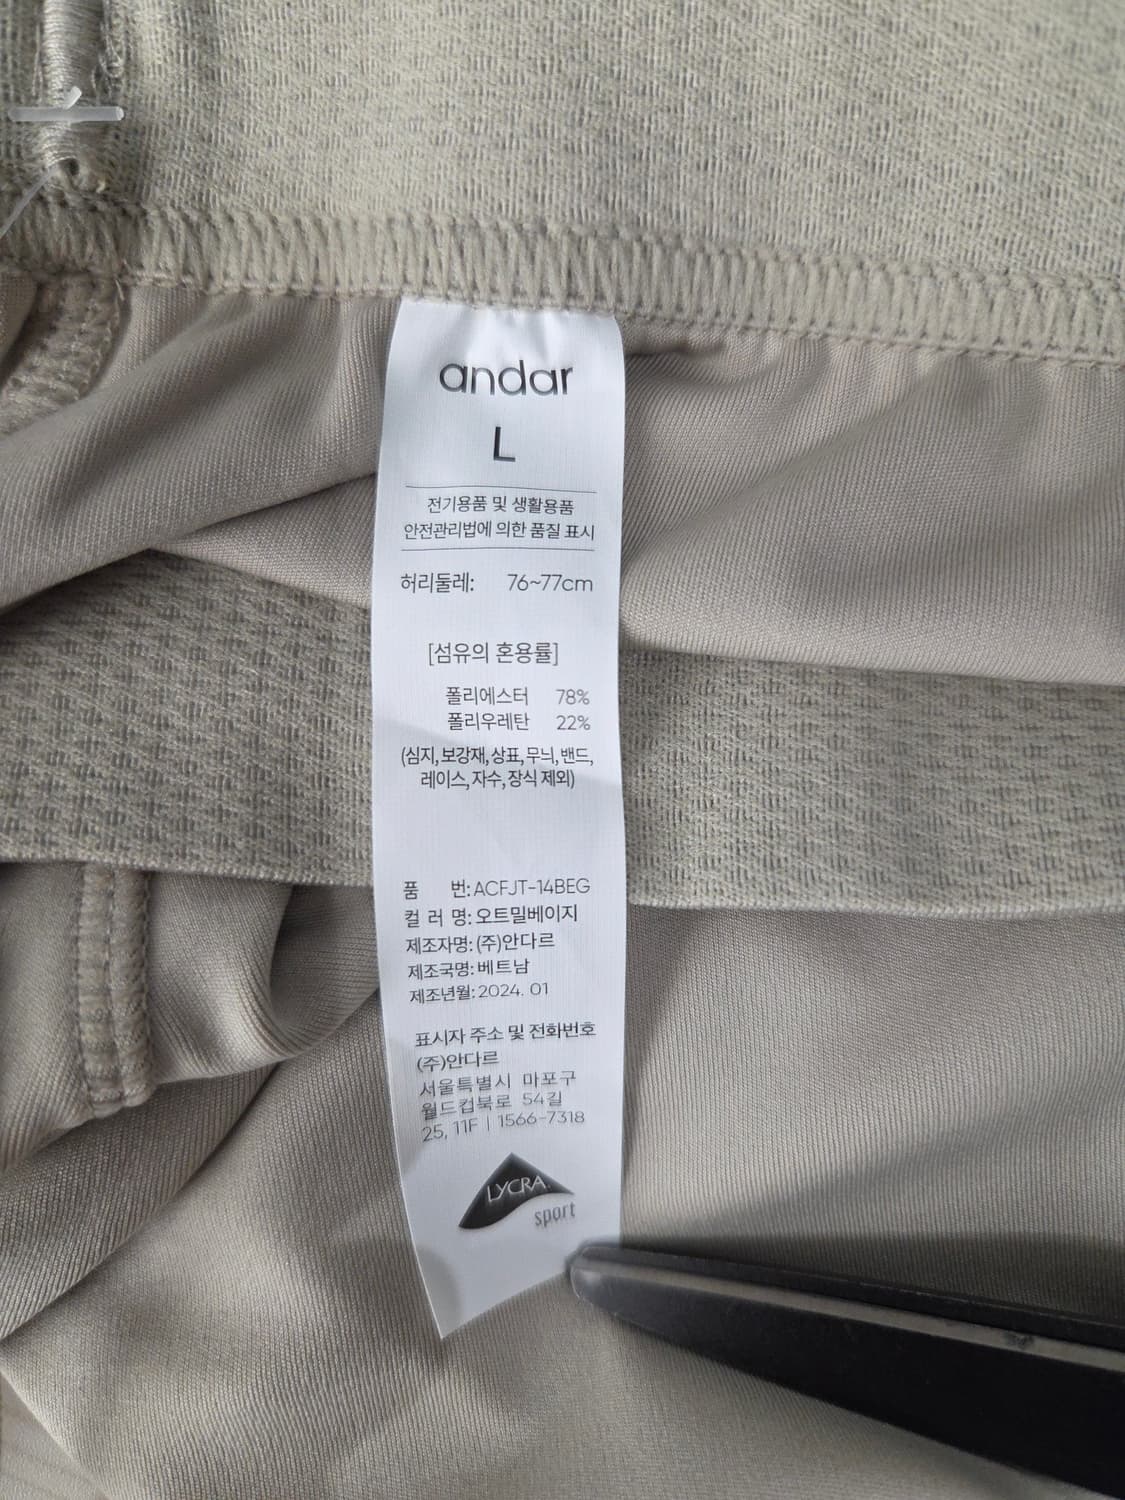 andar
L
전기용품 및 생활용품
안전관리법에 의한 품질 표시
허리둘레: 76~77cm
[섬유의 혼용률]
폴리에스터 78%
폴리우레탄 22%
(심지,보강재,상표,무늬,밴드,
레이스,자수,장식 제외)
품 번:ACFJT-14BEG
컬 러 명:오트밀베이지
제조자명:(주)안다르
제조국명:베트남
제조년월:2024. 01
표시자 주소 및 전화번호
(주)안다르
서울특별시 마포구
월드컵북로 54길
25, 11F | 1566-7318
LYCRA
sport